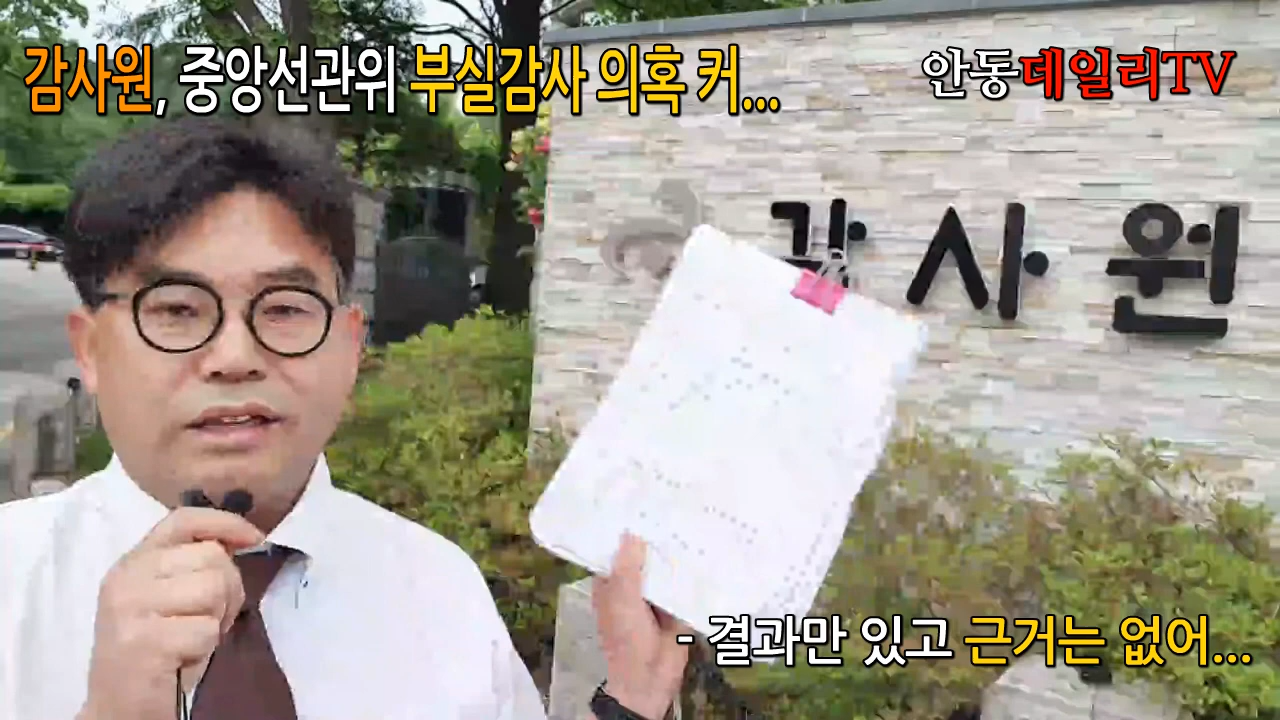 감사원, 중앙선관위 부실감사 의혹 커...
안동데일리TV
감사원
- 결과만 있고 근거는 없어...